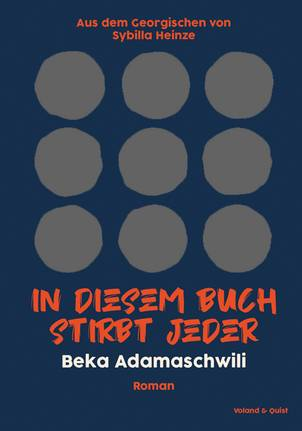 Aus dem Georgischen von
Sybilla Heinze
IN DIESEM BUCH
STIRBT JEDER
Beka Adamaschwili
Roman
Voland & Quist